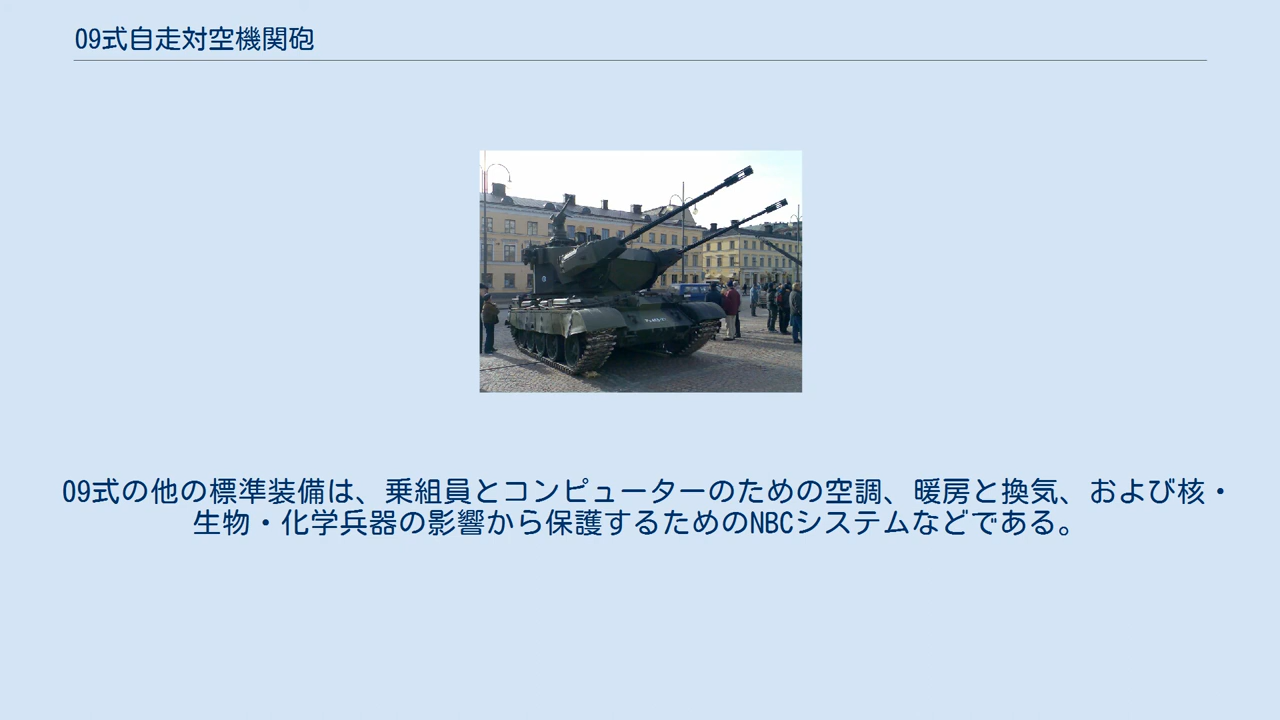 09式自走対空機関砲
09式の他の標準装備は、乗組員とコンピューターのための空調、暖房と換気、および核・
生物・化学兵器の影響から保護するためのNBCシステムなどである。